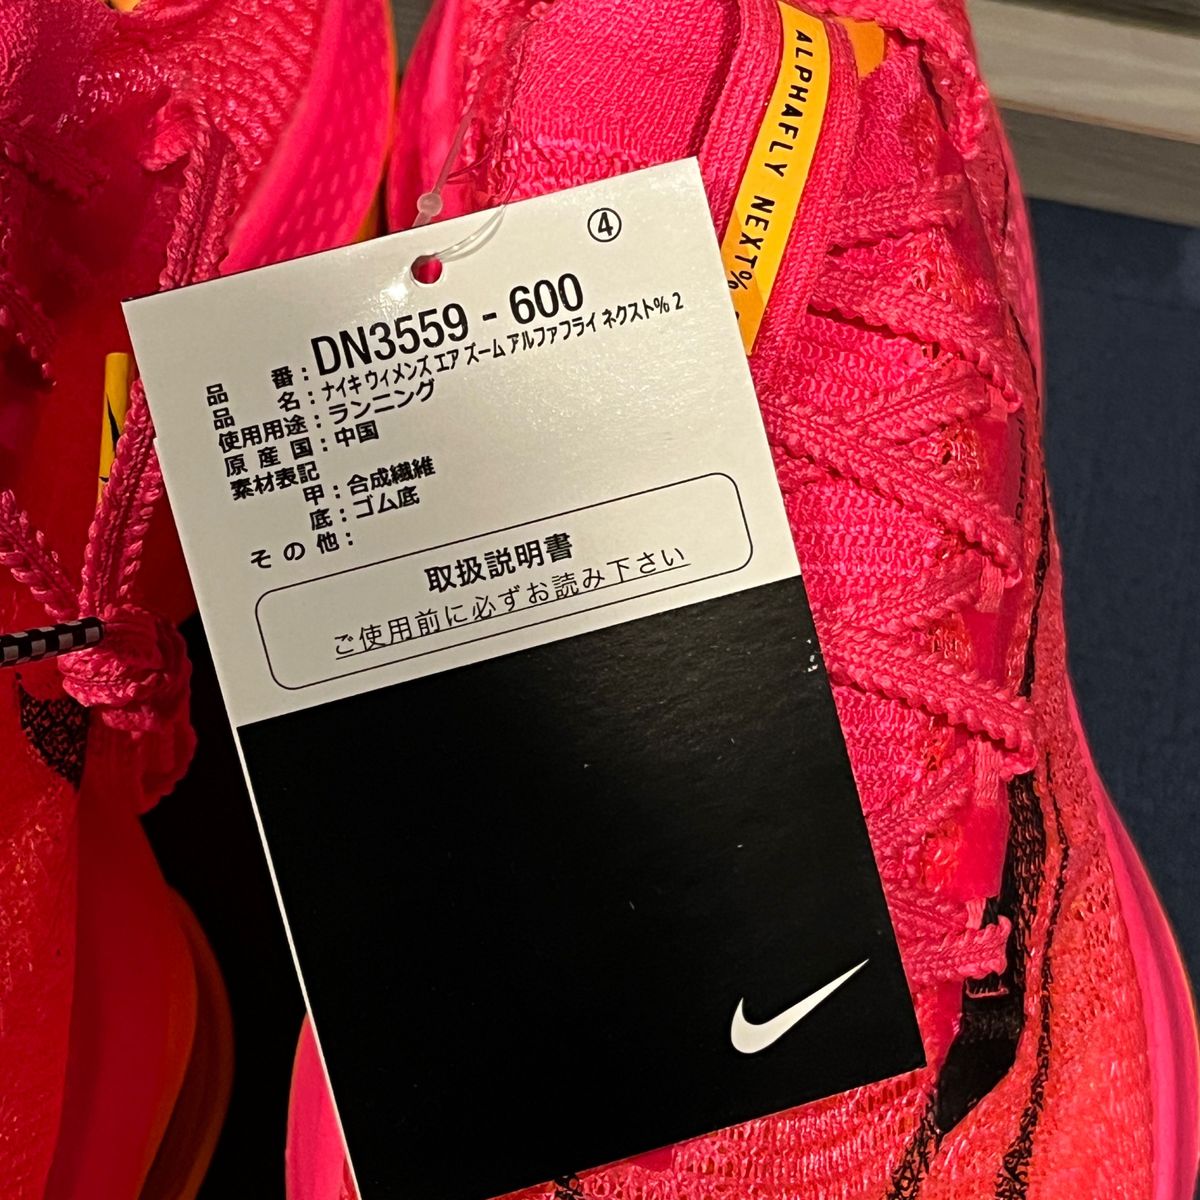 ALPHAFLY NEXT%
④
品番：DN3559 - 600
品名：ナイキ ウィメンズ エア ズーム アルファフライ ネクスト% 2
使用用途：ランニング
原産国：中国
素材表記
甲：合成繊維
底：ゴム底
その他：
取扱説明書
ご使用前に必ずお読み下さい